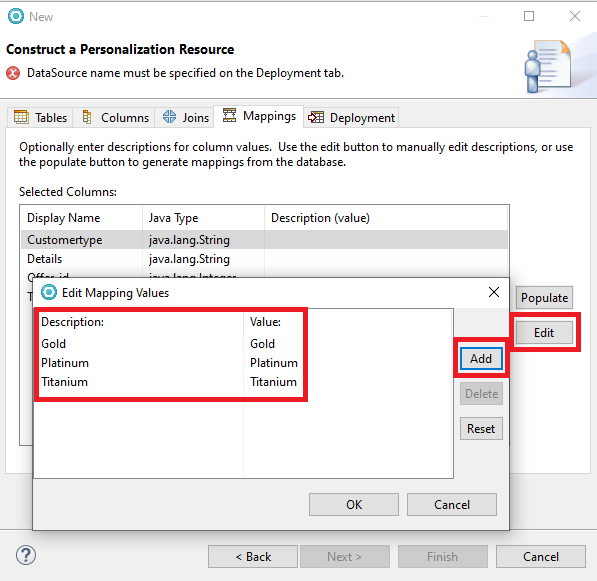 New
Construct a Personalization Resource
DataSource name must be specified on the Deployment tab.
Tables Columns Joins Mappings Deployment
Optionally enter descriptions for column values. Use the edit button to manually edit descriptions, or use
the populate button to generate mappings from the database.
Selected Columns:
Display Name Java Type Description (value)
Customertype java.lang.String
Details java.lang.String
Offer_id java.lang.Integer
Populate
Edit
Edit Mapping Values
Description: Value:
Gold Gold
Platinum Platinum
Titanium Titanium
Add
Delete
Reset
OK Cancel
? < Back Next > Finish Cancel